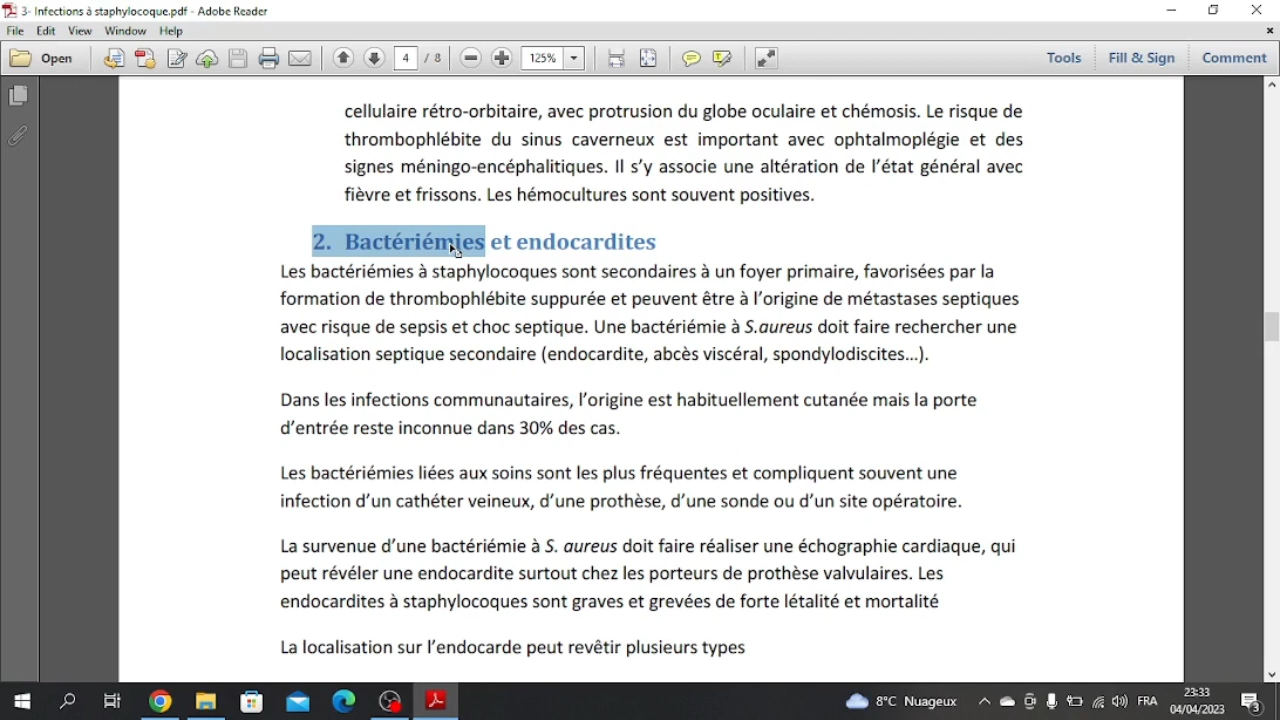 3- Infections à staphylocoque.pdf - Adobe Reader
File Edit View Window Help
Open 4 / 8 125% Tools Fill & Sign Comment
cellulaire rétro-orbitaire, avec protrusion du globe oculaire et chémosis. Le risque de
thrombophlébite du sinus caverneux est important avec ophtalmoplégie et des
signes méningo-encéphalitiques. Il s’y associe une altération de l’état général avec
fièvre et frissons. Les hémocultures sont souvent positives.
2. Bactériémies et endocardites
Les bactériémies à staphylocoques sont secondaires à un foyer primaire, favorisées par la
formation de thrombophlébite suppurée et peuvent être à l’origine de métastases septiques
avec risque de sepsis et choc septique. Une bactériémie à S.aureus doit faire rechercher une
localisation septique secondaire (endocardite, abcès viscéral, spondylodiscites...).
Dans les infections communautaires, l’origine est habituellement cutanée mais la porte
d’entrée reste inconnue dans 30% des cas.
Les bactériémies liées aux soins sont les plus fréquentes et compliquent souvent une
infection d’un cathéter veineux, d’une prothèse, d’une sonde ou d’un site opératoire.
La survenue d’une bactériémie à S. aureus doit faire réaliser une échographie cardiaque, qui
peut révéler une endocardite surtout chez les porteurs de prothèse valvulaires. Les
endocardites à staphylocoques sont graves et grevées de forte létalité et mortalité
La localisation sur l’endocarde peut revêtir plusieurs types
8°C Nuageux FRA 23:33
04/04/2023 3